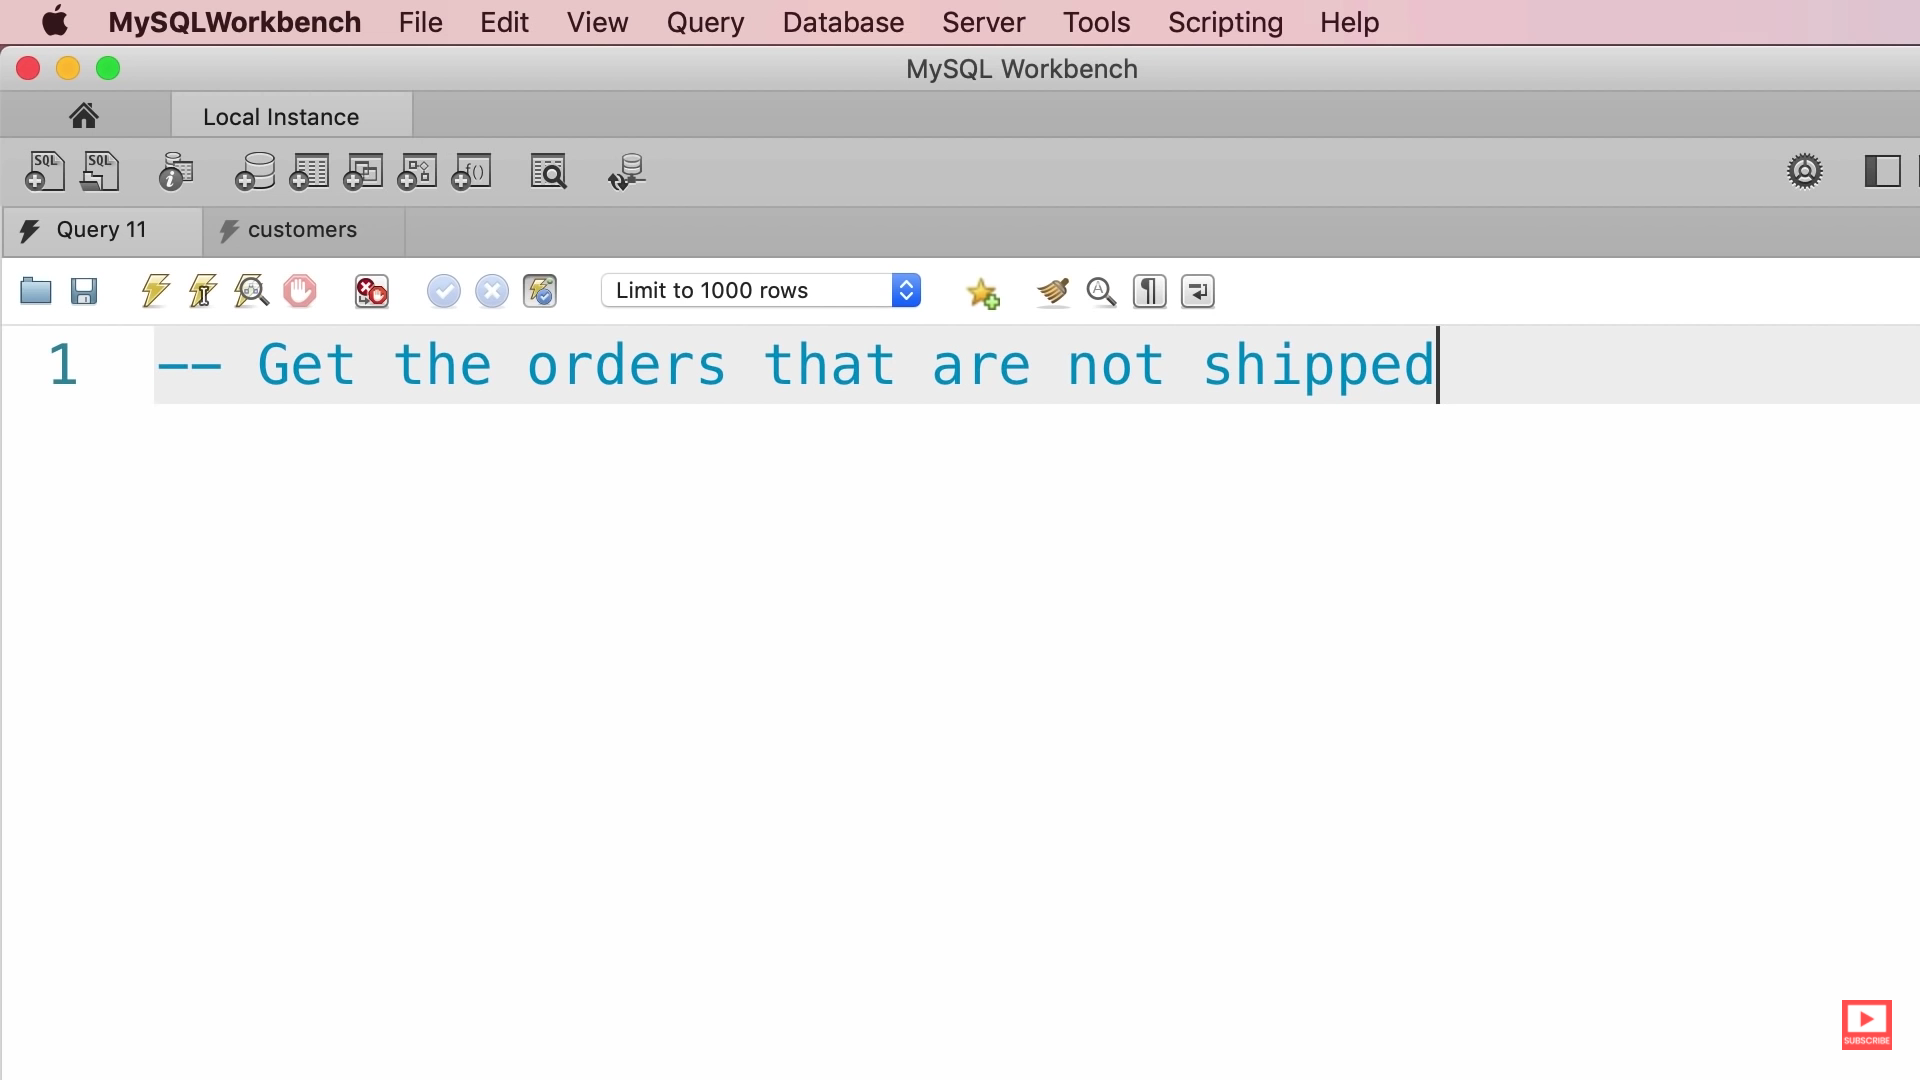 MySQLWorkbench File Edit View Query Database Server Tools Scripting Help
MySQL Workbench
Local Instance
SQL SQL
Query 11 customers
Limit to 1000 rows
1 -- Get the orders that are not shipped
SUBSCRIBE